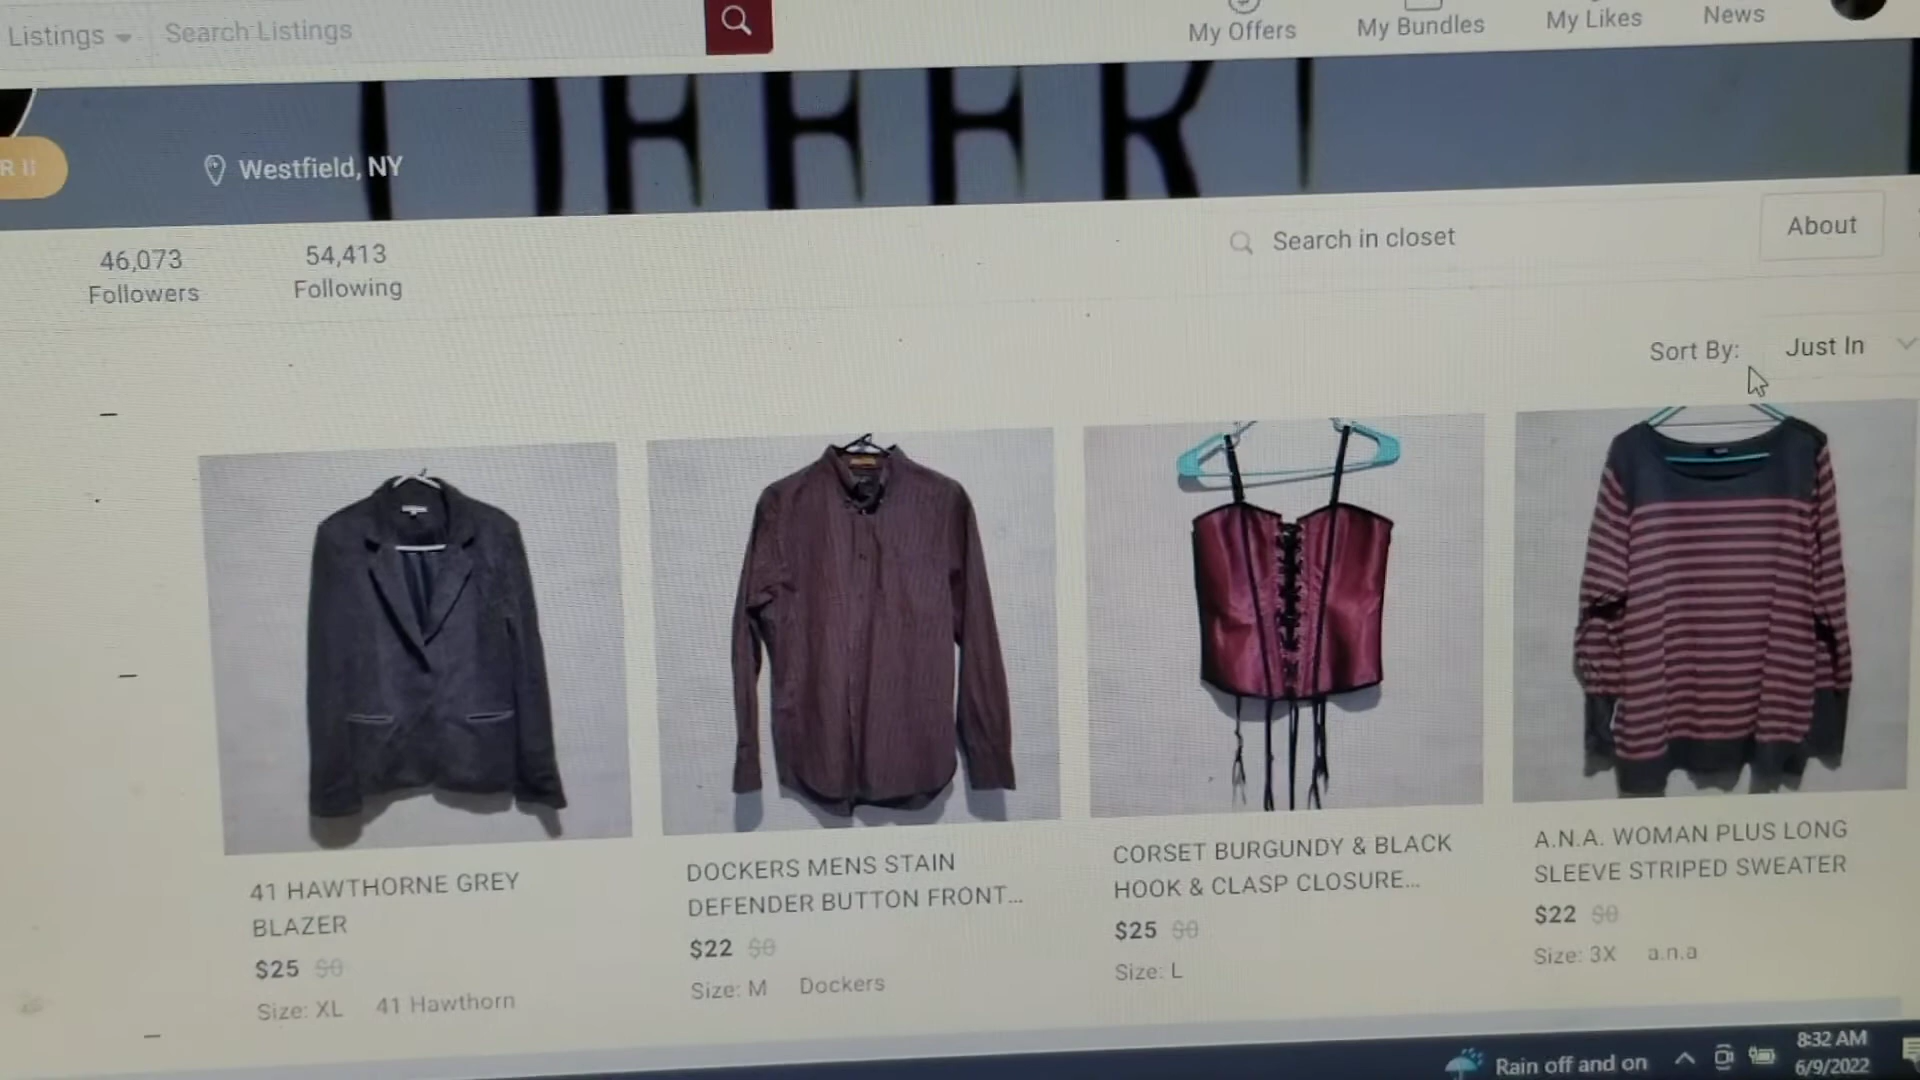 Listings Search Listings
My Offers My Bundles My Likes News
OFFER!
R II
Westfield, NY
46,073 54,413
Followers Following
Search in closet
About
Sort By: Just In
41 HAWTHORNE GREY
BLAZER
$25 $0
Size: XL 41 Hawthorn
DOCKERS MENS STAIN
DEFENDER BUTTON FRONT...
$22 $0
Size: M Dockers
CORSET BURGUNDY & BLACK
HOOK & CLASP CLOSURE...
$25 $0
Size: L
A.N.A. WOMAN PLUS LONG
SLEEVE STRIPED SWEATER
$22 $0
Size: 3X a.n.a
Rain off and on
8:32 AM
6/9/2022